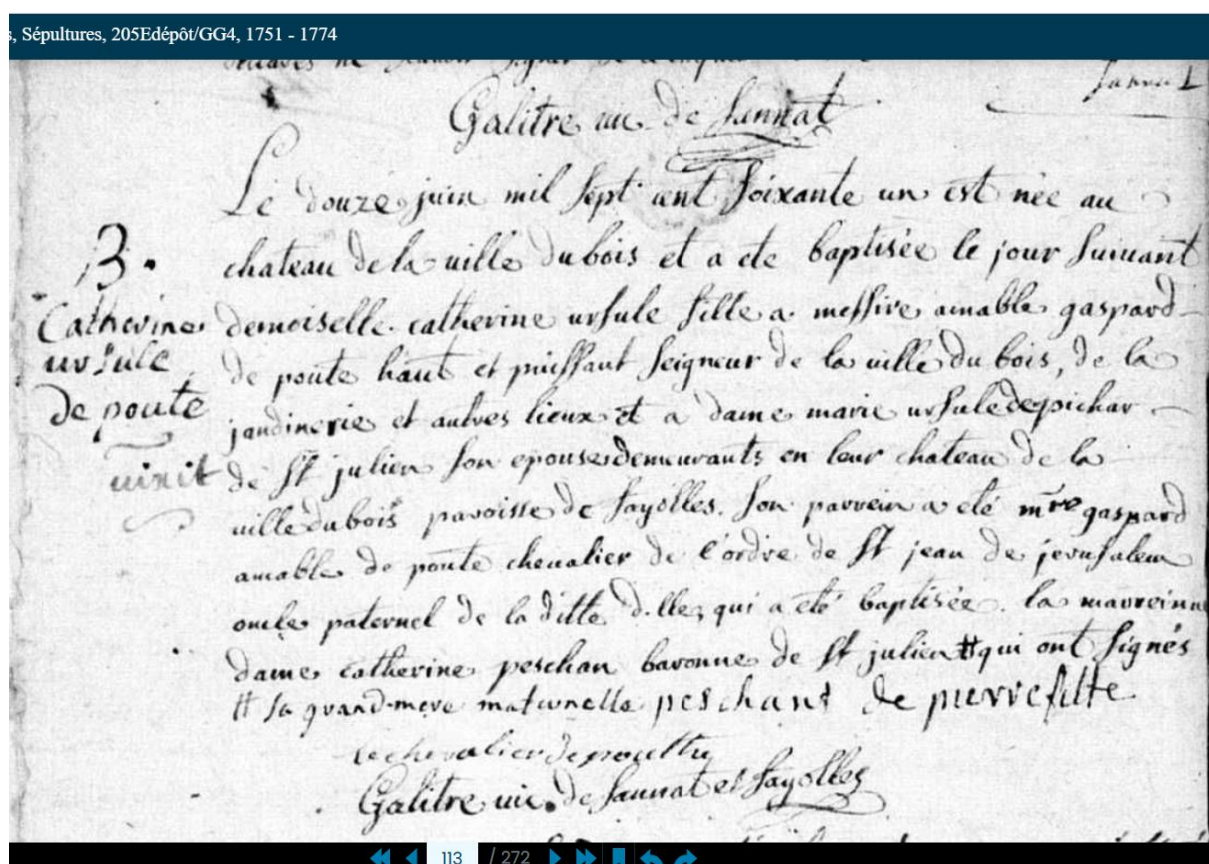 s, Sépultures, 205Edépôt/GG4, 1751 - 1774
Sannat
Galitre vic. de Sannat
Le douze juin mil sept cent soixante un est née au
chateau de la ville du bois et a ete baptisée le jour suivant
B.
Catherine
ursule
de poute
vixit
demoiselle catherine ursule fille a messire amable gaspard
de poute haut et puissant seigneur de la ville du bois, de la
jaudinerie et autres lieux et a dame marie ursule de pichar
de St julien son epouse demeurants en leur chateau de la
ville du bois paroisse de fayolles. son parrein a eté mre gaspard
amable de poute chevalier de l'ordre de St jean de jerusalem
oncle paternel de la ditte d.lle qui a eté baptisée. la marreinne
dame catherine peschan baronne de st julien # qui ont signés
# sa grand-mere maternelle peschant de pierrefitte
le chevalier de
Galitre vic. de Sannat et fayolles
113 / 272